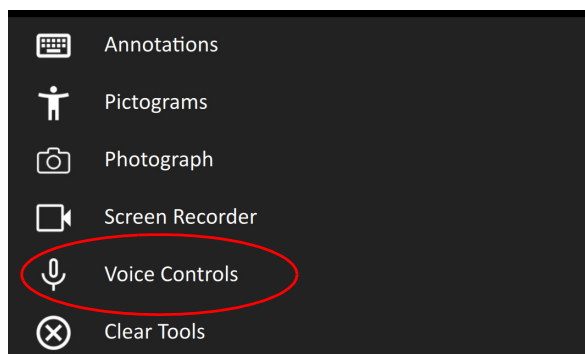 Annotations
Pictograms
Photograph
Screen Recorder
Voice Controls
Clear Tools